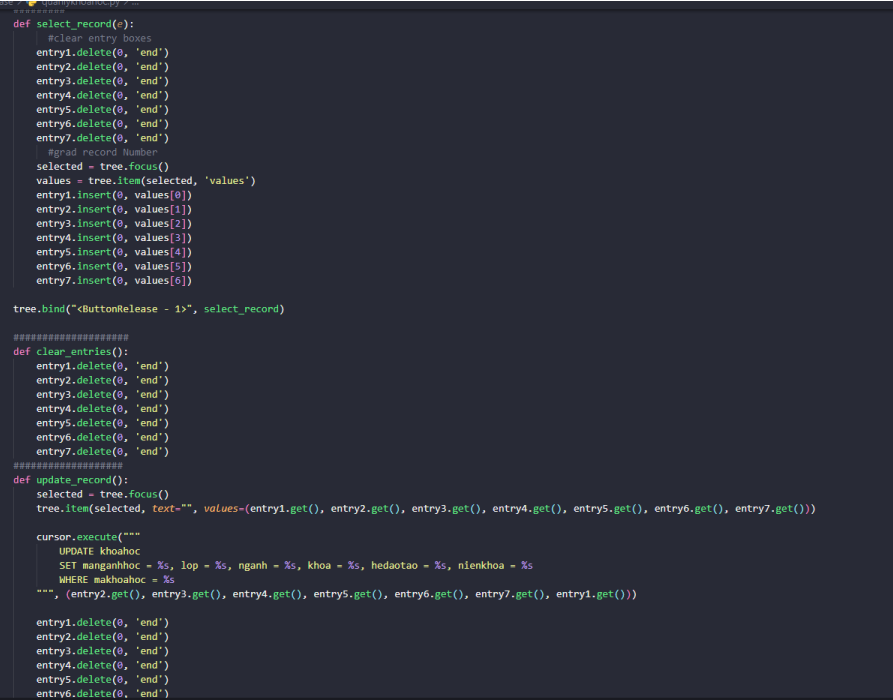 quanlykhoahoc.py > ...
#########
def select_record(e):
#clear entry boxes
entry1.delete(0, 'end')
entry2.delete(0, 'end')
entry3.delete(0, 'end')
entry4.delete(0, 'end')
entry5.delete(0, 'end')
entry6.delete(0, 'end')
entry7.delete(0, 'end')
#grad record Number
selected = tree.focus()
values = tree.item(selected, 'values')
entry1.insert(0, values[0])
entry2.insert(0, values[1])
entry3.insert(0, values[2])
entry4.insert(0, values[3])
entry5.insert(0, values[4])
entry6.insert(0, values[5])
entry7.insert(0, values[6])
tree.bind("<ButtonRelease - 1>", select_record)
####################
def clear_entries():
entry1.delete(0, 'end')
entry2.delete(0, 'end')
entry3.delete(0, 'end')
entry4.delete(0, 'end')
entry5.delete(0, 'end')
entry6.delete(0, 'end')
entry7.delete(0, 'end')
###################
def update_record():
selected = tree.focus()
tree.item(selected, text="", values=(entry1.get(), entry2.get(), entry3.get(), entry4.get(), entry5.get(), entry6.get(), entry7.get()))
cursor.execute("""
UPDATE khoahoc
SET manganhhoc = %s, lop = %s, nganh = %s, khoa = %s, hedaotao = %s, nienkhoa = %s
WHERE makhoahoc = %s
""", (entry2.get(), entry3.get(), entry4.get(), entry5.get(), entry6.get(), entry7.get(), entry1.get()))
entry1.delete(0, 'end')
entry2.delete(0, 'end')
entry3.delete(0, 'end')
entry4.delete(0, 'end')
entry5.delete(0, 'end')
entry6.delete(0, 'end')